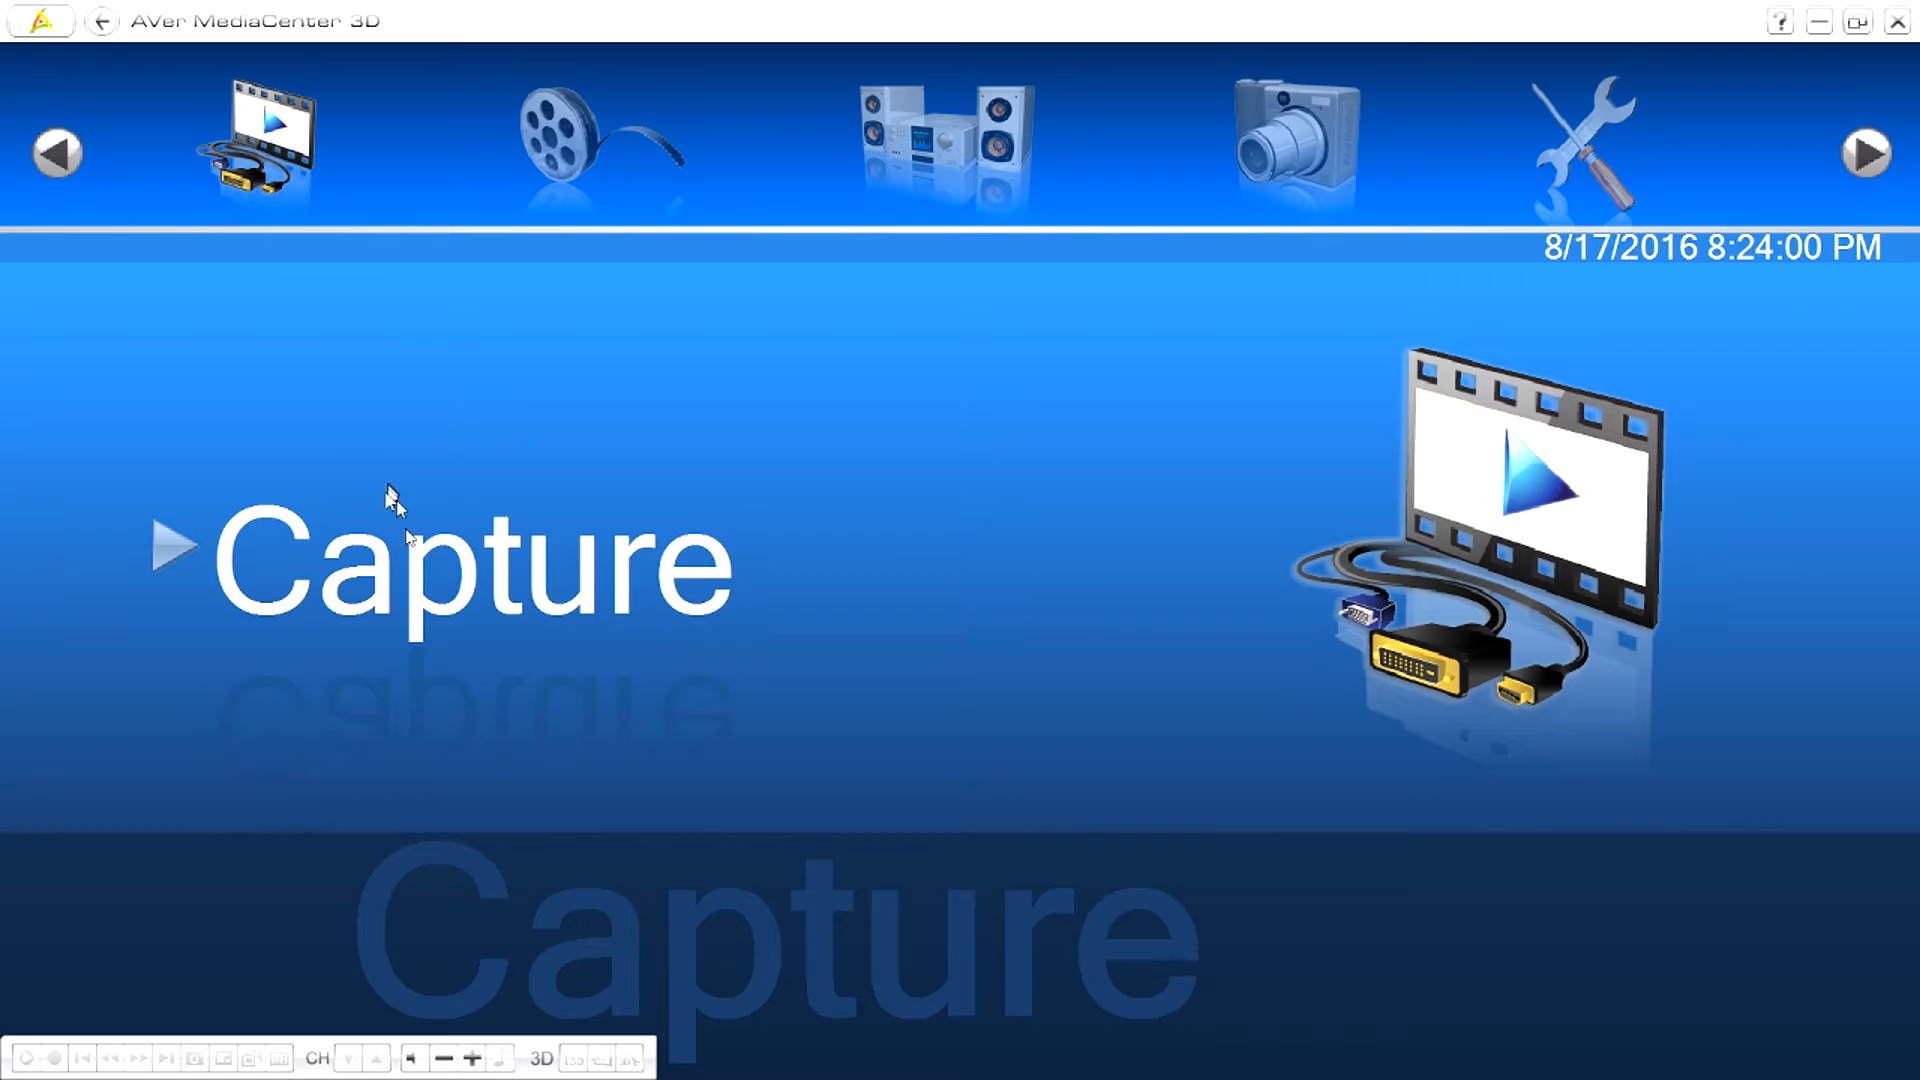 AVer MediaCenter 3D
?
8/17/2016 8:24:00 PM
Capture
Capture
CH
3D